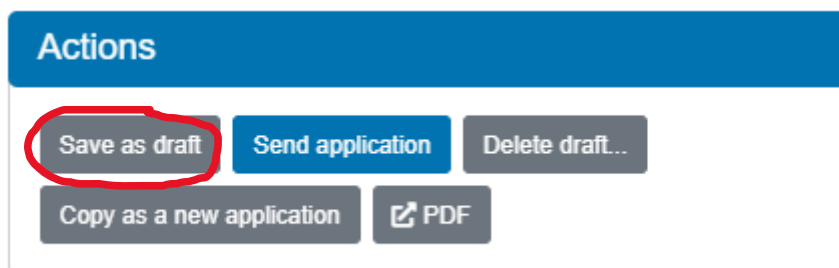 Actions
Save as draft Send application Delete draft...
Copy as a new application PDF